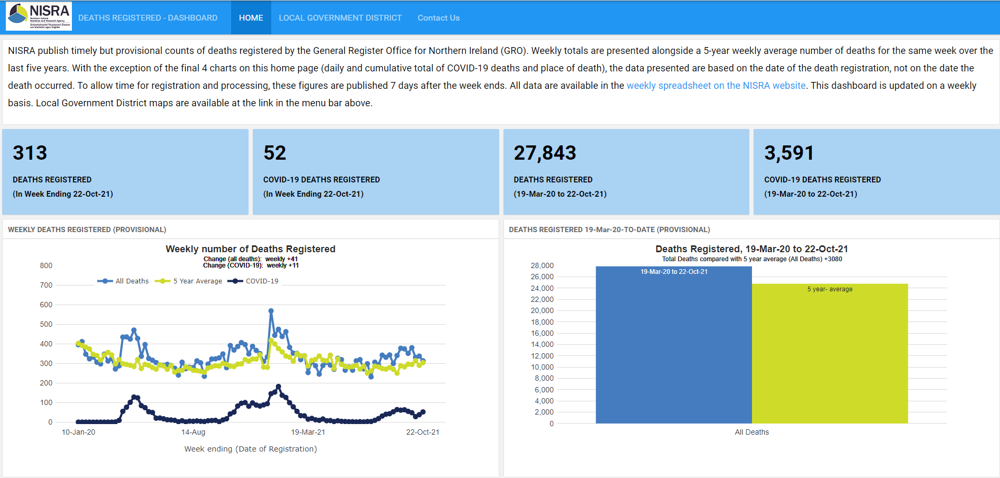 NISRA
Northern Ireland
Statistics and Research Agency
Gníomhaireacht Thuaisceart Éireann
um Staitisticí agus Taighde
DEATHS REGISTERED - DASHBOARD
HOME
LOCAL GOVERNMENT DISTRICT
Contact Us
NISRA publish timely but provisional counts of deaths registered by the General Register Office for Northern Ireland (GRO). Weekly totals are presented alongside a 5-year weekly average number of deaths for the same week over the
last five years. With the exception of the final 4 charts on this home page (daily and cumulative total of COVID-19 deaths and place of death), the data presented are based on the date of the death registration, not on the date the
death occurred. To allow time for registration and processing, these figures are published 7 days after the week ends. All data are available in the weekly spreadsheet on the NISRA website. This dashboard is updated on a weekly
basis. Local Government District maps are available at the link in the menu bar above.
313
DEATHS REGISTERED
(In Week Ending 22-Oct-21)
52
COVID-19 DEATHS REGISTERED
(In Week Ending 22-Oct-21)
27,843
DEATHS REGISTERED
(19-Mar-20 to 22-Oct-21)
3,591
COVID-19 DEATHS REGISTERED
(19-Mar-20 to 22-Oct-21)
WEEKLY DEATHS REGISTERED (PROVISIONAL)
Weekly number of Deaths Registered
Change (all deaths): weekly +41
Change (COVID-19): weekly +11
All Deaths
5 Year Average
COVID-19
800
700
600
500
400
300
200
100
0
10-Jan-20
14-Aug
19-Mar-21
22-Oct-21
Week ending (Date of Registration)
DEATHS REGISTERED 19-Mar-20-TO-DATE (PROVISIONAL)
Deaths Registered, 19-Mar-20 to 22-Oct-21
Total Deaths compared with 5 year average (All Deaths) +3080
28,000
26,000
24,000
22,000
20,000
18,000
16,000
14,000
12,000
10,000
8,000
6,000
4,000
2,000
0
19-Mar-20 to 22-Oct-21
5 year- average
All Deaths